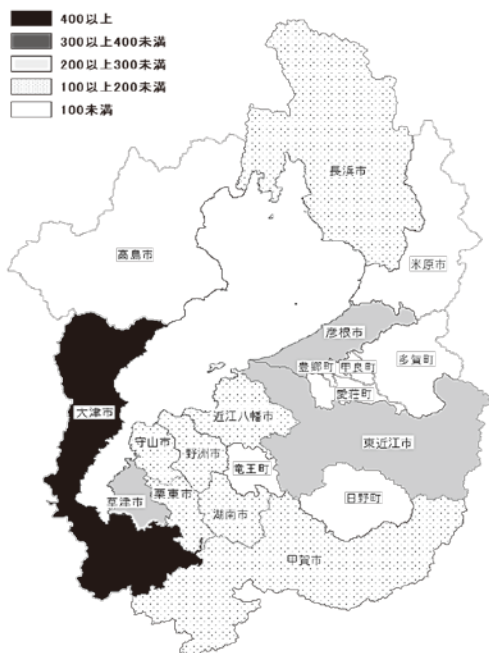 400以上
300以上400未満
200以上300未満
100以上200未満
100未満
長浜市
高島市
米原市
彦根市
豊郷町
甲良町
多賀町
愛荘町
大津市
近江八幡市
東近江市
守山市
野洲市
竜王町
草津市
栗東市
湖南市
日野町
甲賀市